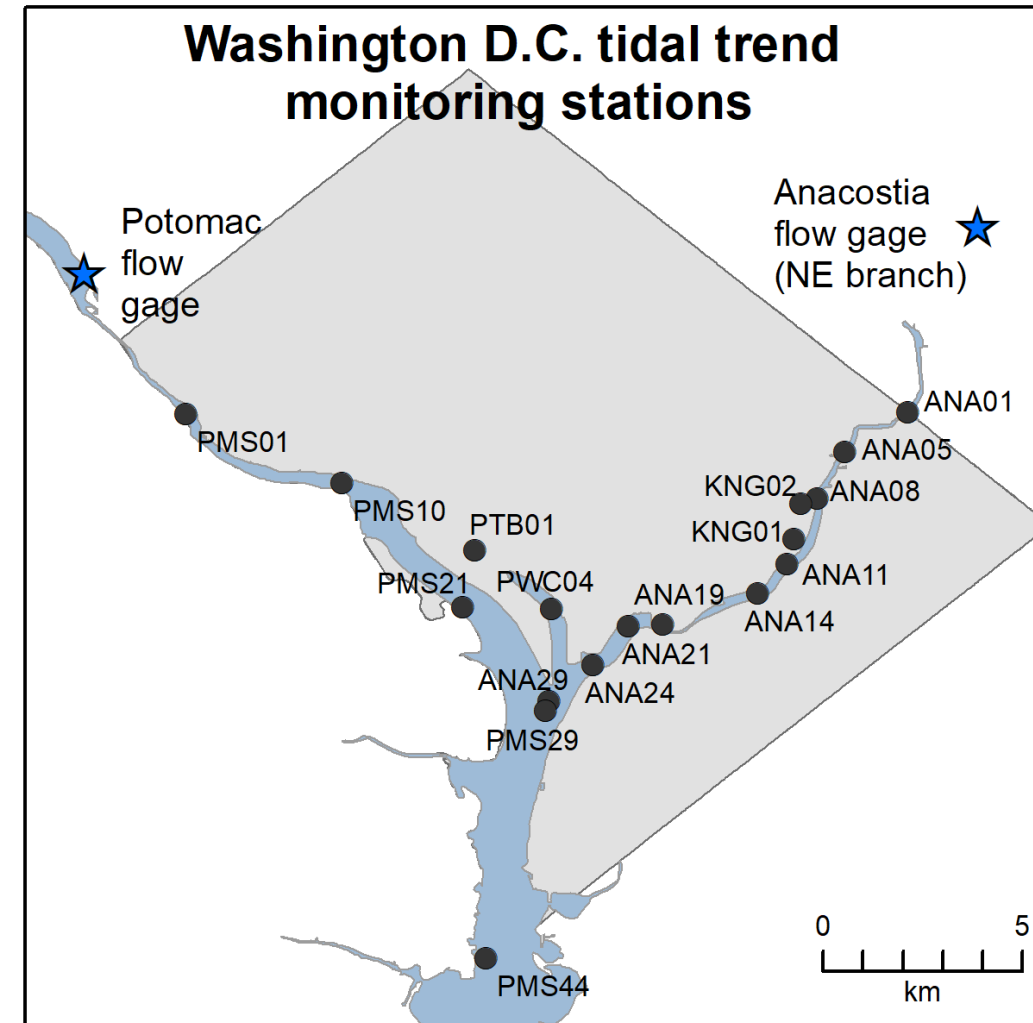 Washington D.C. tidal trend
monitoring stations
Anacostia
flow gage
(NE branch)
Potomac
flow
gage
ANA01
PMS01
ANA05
KNG02
ANA08
PMS10
PTB01
KNG01
ANA11
PMS21
PWC04
ANA19
ANA14
ANA21
ANA29
ANA24
PMS29
0
5
PMS44
km